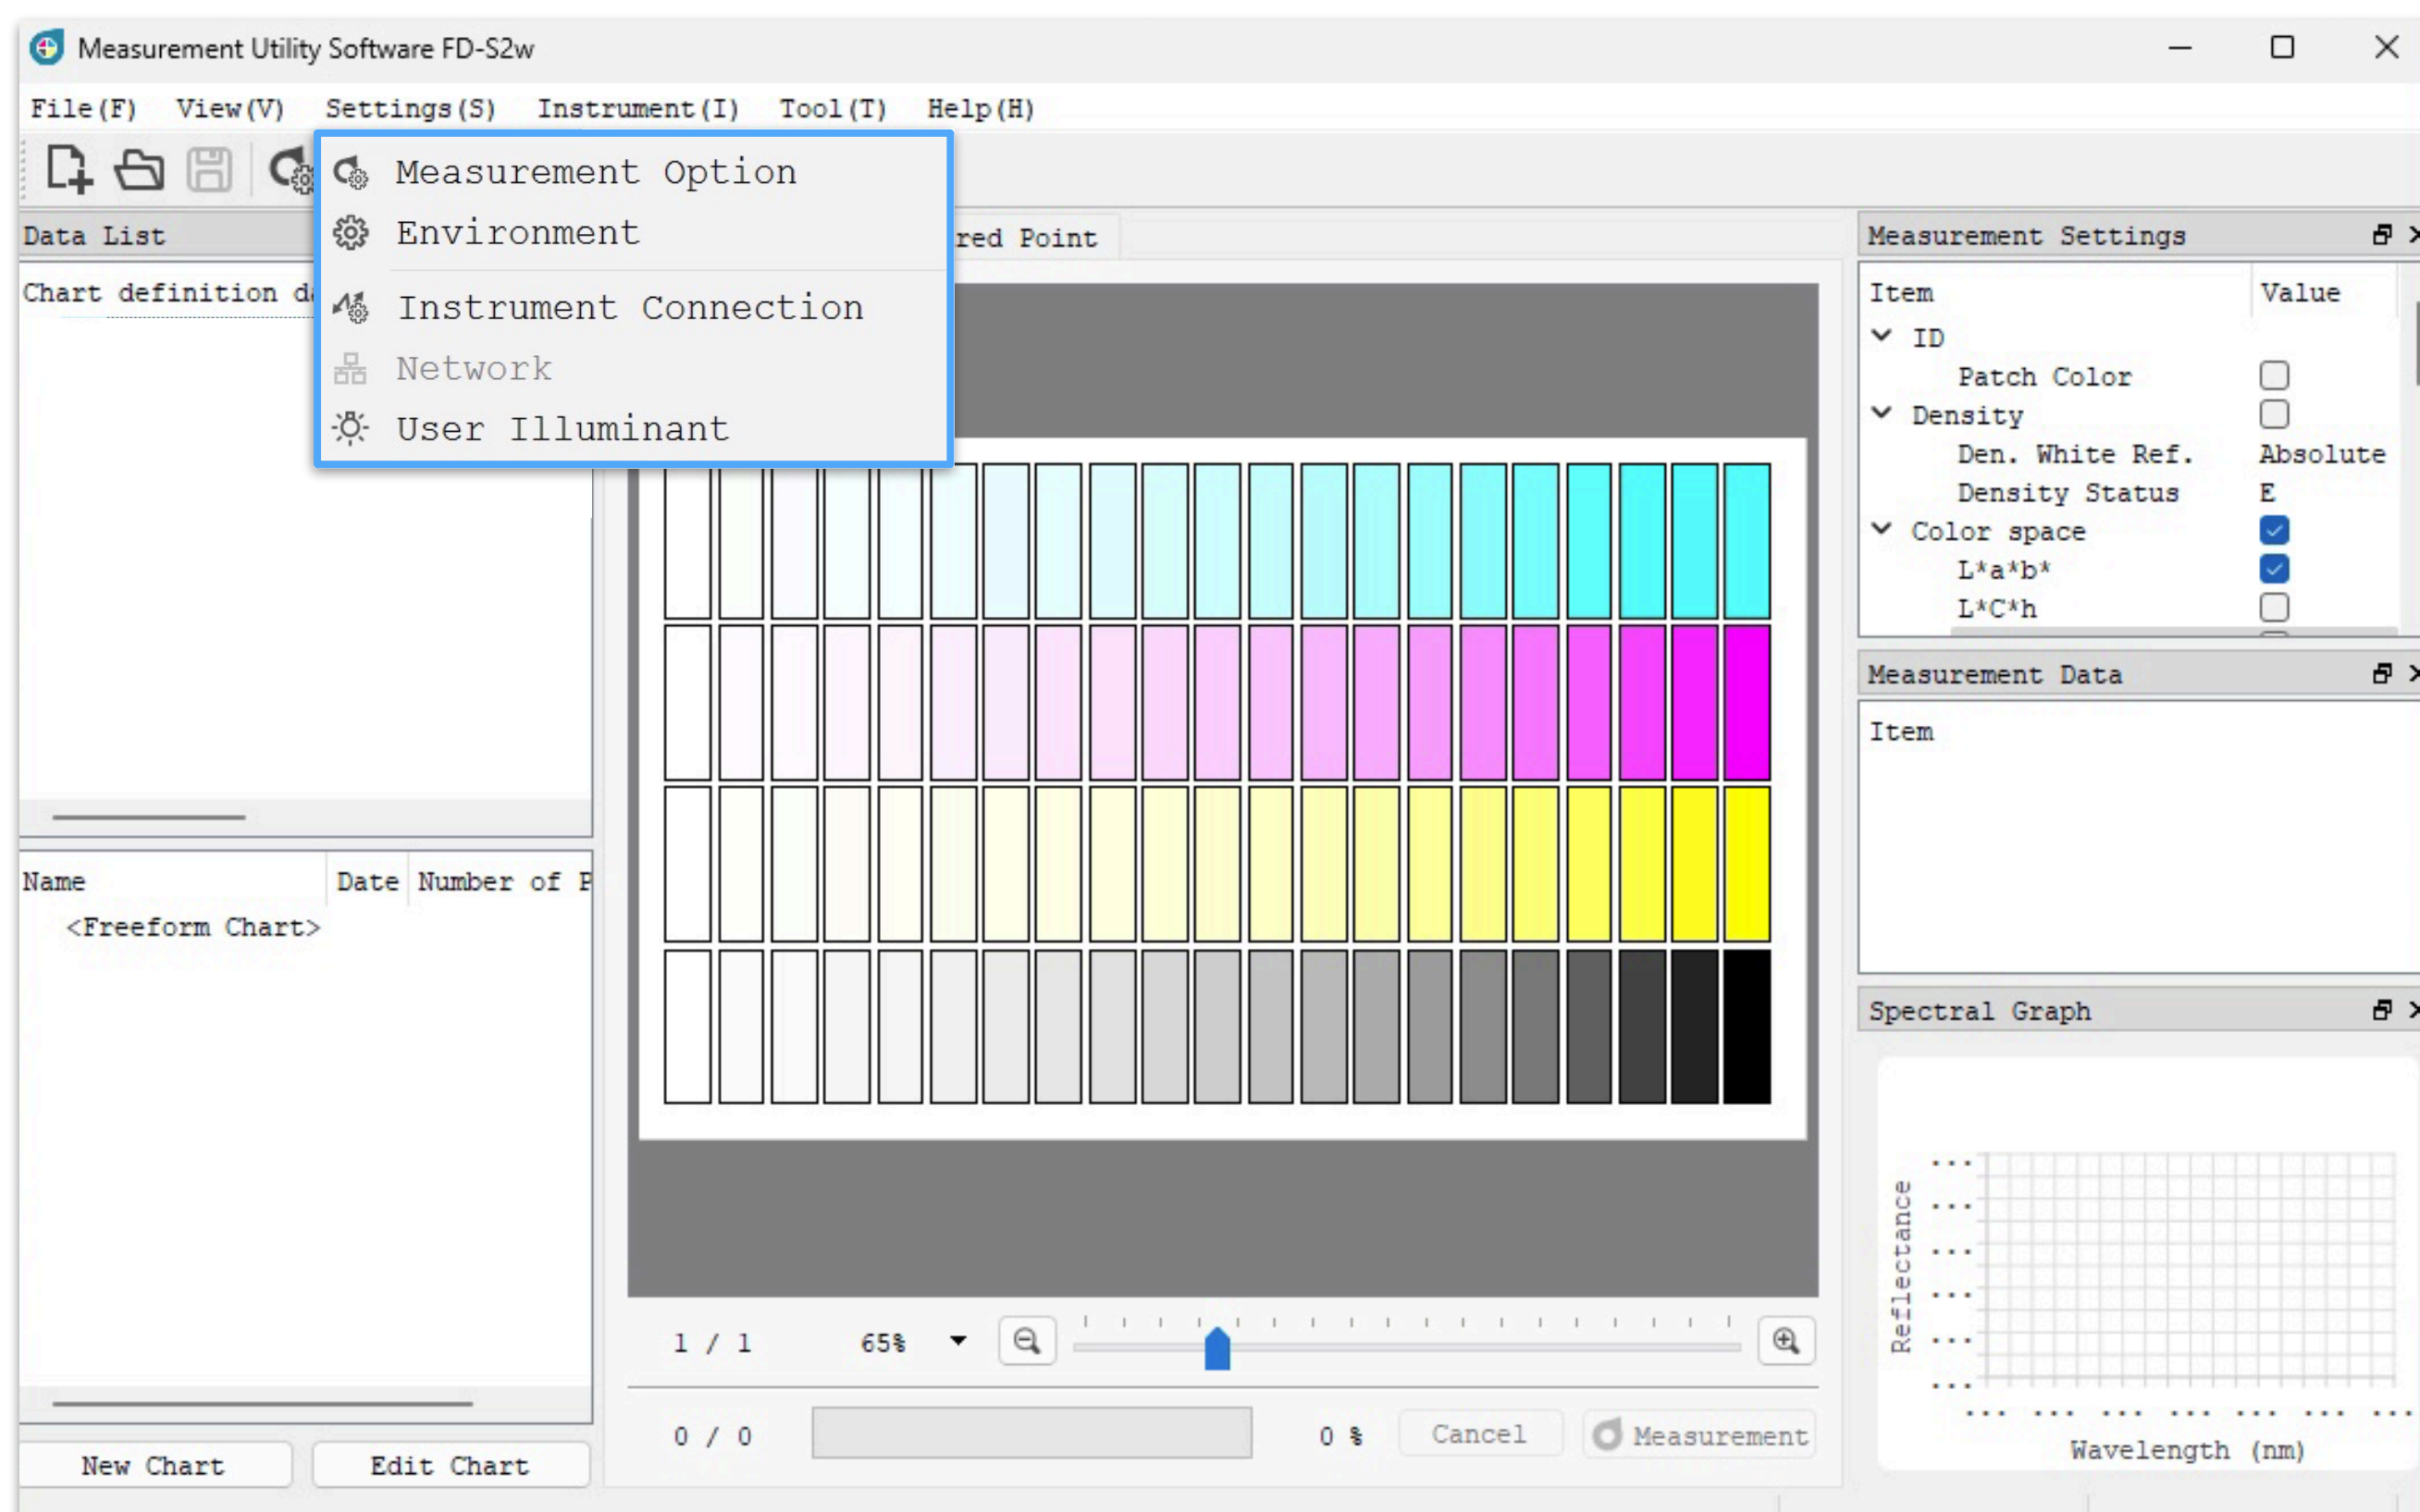 Measurement Utility Software FD-S2w
File(F) View(V) Settings(S) Instrument(I) Tool(T) Help(H)
Measurement Option
Environment
Instrument Connection
Network
User Illuminant
Data List
Chart definition
red Point
Name Date Number of P
<Freeform Chart>
New Chart Edit Chart
1 / 1 65%
0 / 0 0 % Cancel Measurement
Measurement Settings
Item Value
ID
Patch Color
Density
Den. White Ref. Absolute
Density Status E
Color space
L*a*b*
L*C*h
Measurement Data
Item
Spectral Graph
Reflectance
...
...
...
...
...
...
... ... ... ... ... ... ...
Wavelength (nm)